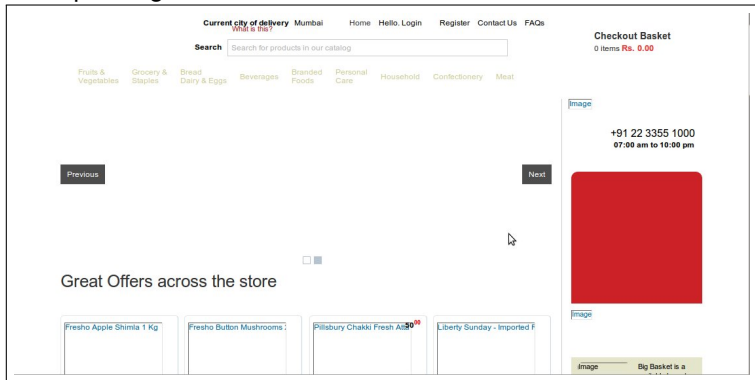 Current city of delivery Mumbai Home Hello. Login Register Contact Us FAQs
What is this?
Checkout Basket
0 items Rs. 0.00
Search Search for products in our catalog
Fruits & Vegetables
Grocery & Staples
Bread Dairy & Eggs
Beverages
Branded Foods
Personal Care
Household
Confectionery
Meat
Image
+91 22 3355 1000
07:00 am to 10:00 pm
Previous
Next
Great Offers across the store
Image
Fresho Apple Shimla 1 Kg
Fresho Button Mushrooms
Pillsbury Chakki Fresh Atta
50 00
Liberty Sunday - Imported
Image
Big Basket is a